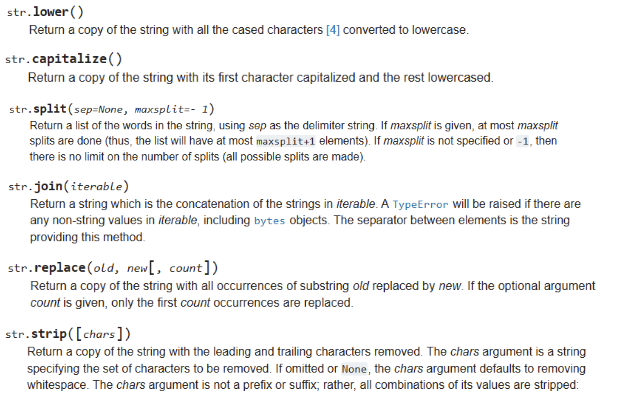 str.lower()
Return a copy of the string with all the cased characters [4] converted to lowercase.
str.capitalize()
Return a copy of the string with its first character capitalized and the rest lowercased.
str.split(sep=None, maxsplit=- 1)
Return a list of the words in the string, using sep as the delimiter string. If maxsplit is given, at most maxsplit
splits are done (thus, the list will have at most maxsplit+1 elements). If maxsplit is not specified or -1, then
there is no limit on the number of splits (all possible splits are made).
str.join(iterable)
Return a string which is the concatenation of the strings in iterable. A TypeError will be raised if there are
any non-string values in iterable, including bytes objects. The separator between elements is the string
providing this method.
str.replace(old, new[, count])
Return a copy of the string with all occurrences of substring old replaced by new. If the optional argument
count is given, only the first count occurrences are replaced.
str.strip([chars])
Return a copy of the string with the leading and trailing characters removed. The chars argument is a string
specifying the set of characters to be removed. If omitted or None, the chars argument defaults to removing
whitespace. The chars argument is not a prefix or suffix; rather, all combinations of its values are stripped: